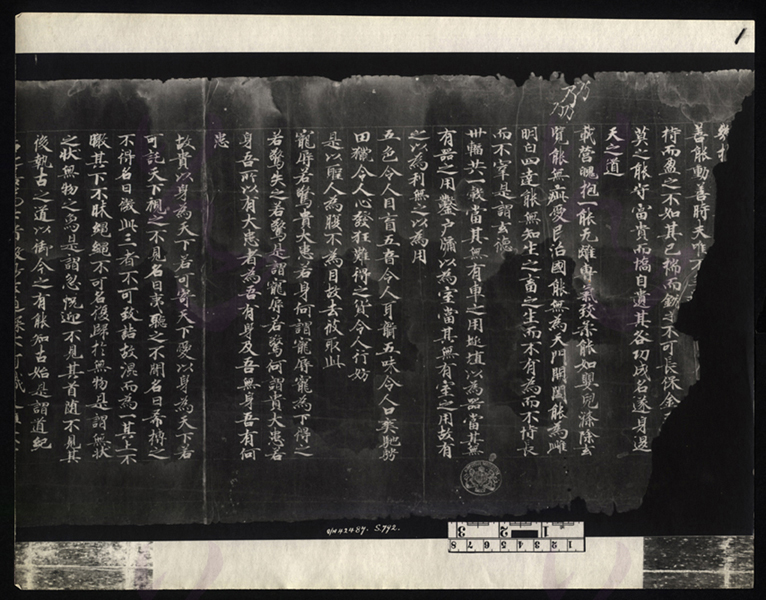 善能動善時夫唯不
持而盈之不如其已棉而銳之不可長保金
莫之能守富貴而憍自遺其咎功成名遂身退
天之道
載營魄抱一能无離專氣致柔能如嬰兒滌除玄
覽能無疵愛民治國能無為天門開闔能為雌
明白四達能無知生之畜之生而不有為而不恃長
而不宰是謂玄德
卅輻共一轂當其無有車之用埏埴以為器當其無
有器之用鑿戶牖以為室當其無有室之用故有
之以為利無之以為用
五色令人目盲五音令人耳聾五味令人口爽馳騁
田獵令人心發狂難得之貨令人行妨
是以聖人為腹不為目故去彼取此
寵辱若驚貴大患若身何謂寵辱寵為下得之
若驚失之若驚是謂寵辱若驚何謂貴大患若
身吾所以有大患者為吾有身及吾無身吾有何
患
故貴以身為天下若可寄天下愛以身為天下若
可託天下視之不見名曰夷聽之不聞名曰希搏之
不得名曰微此三者不可致詰故混而為一其上不
皦其下不昧繩繩不可名復歸於無物是謂無狀
之狀無物之像是謂忽恍迎不見其首隨不見其
後執古之道以御今之有能知古始是謂道紀
S.792.
3 2 1
8 7 6 5 4 3 2 1